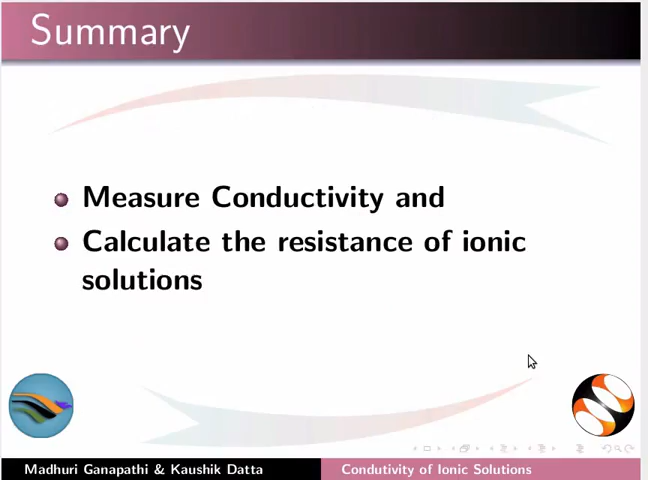 Summary
Measure Conductivity and
Calculate the resistance of ionic
solutions
Madhuri Ganapathi & Kaushik Datta
Condutivity of Ionic Solutions